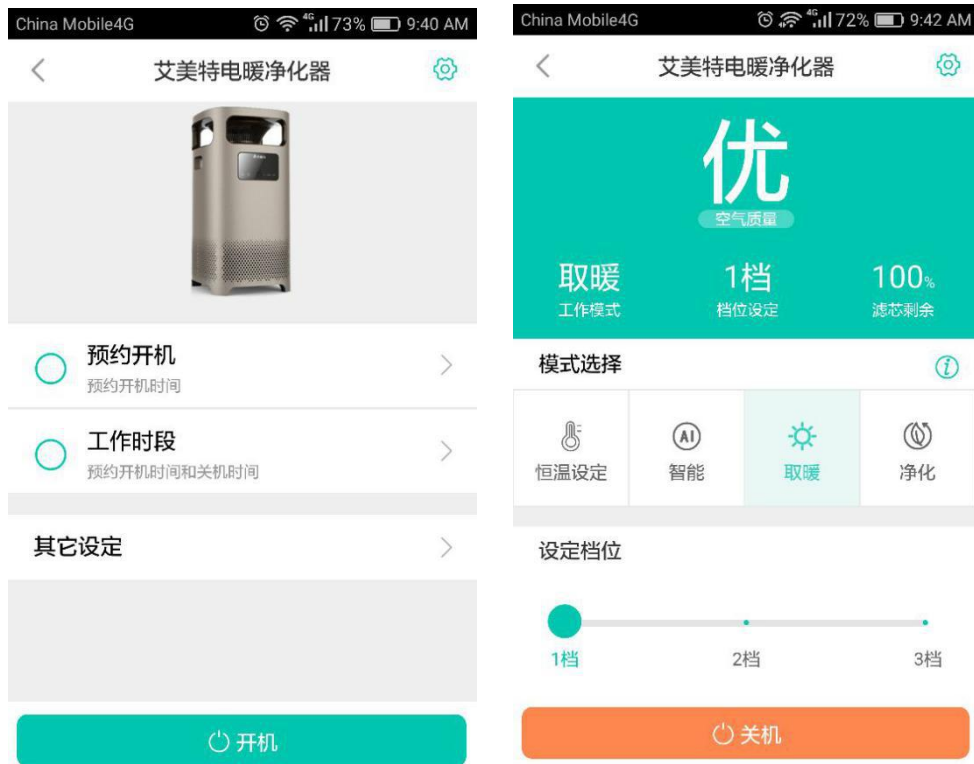 China Mobile4G 4G 73% 9:40 AM
艾美特电暖净化器
预约开机
预约开机时间
工作时段
预约开机时间和关机时间
其它设定
开机
China Mobile4G 4G 72% 9:42 AM
艾美特电暖净化器
优
空气质量
取暖 1档 100%
工作模式 档位设定 滤芯剩余
模式选择
AI
恒温设定 智能 取暖 净化
设定档位
1档 2档 3档
关机